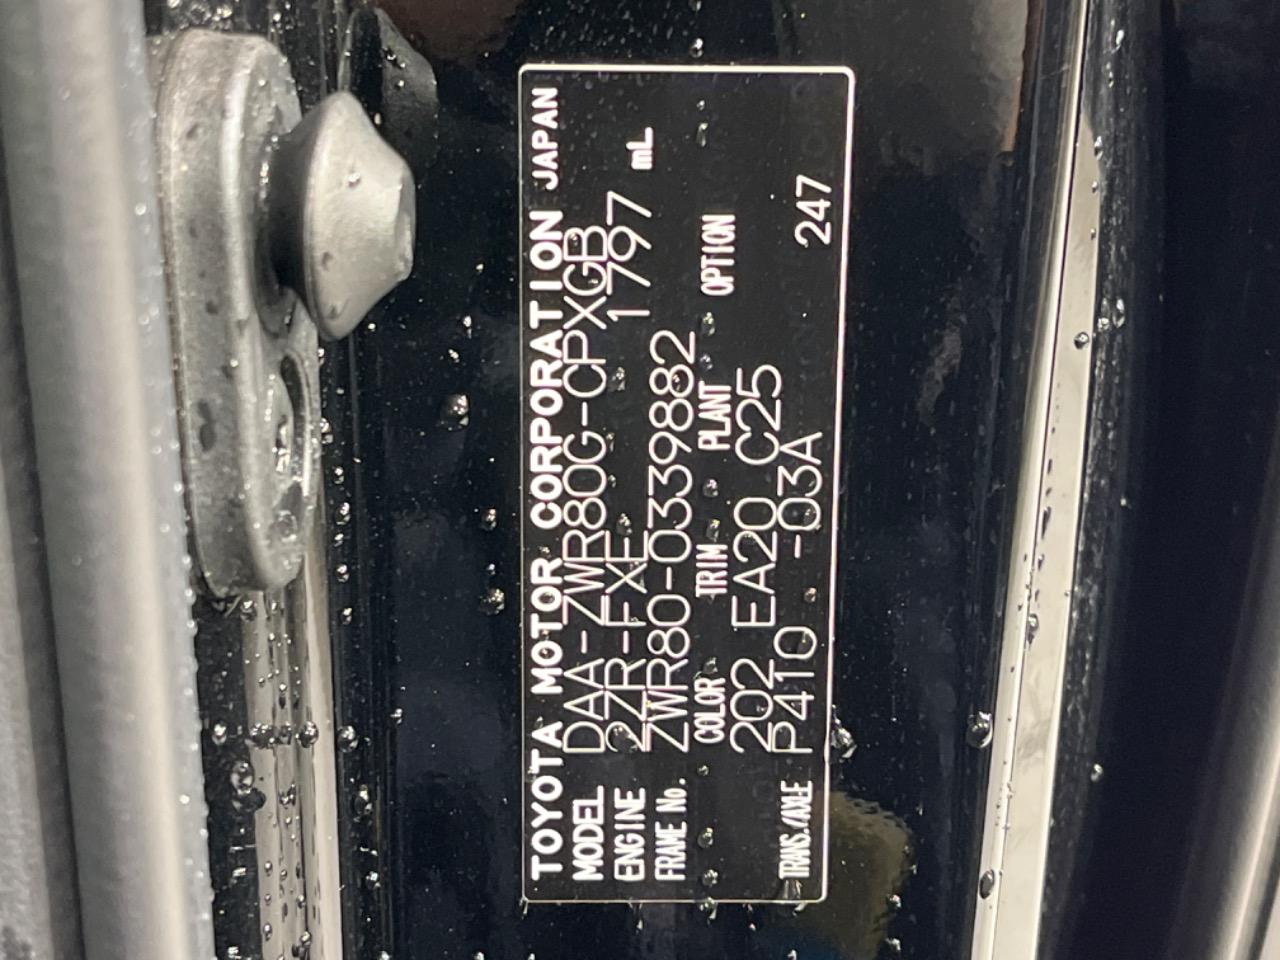 TOYOTA MOTOR CORPORATION JAPAN
MODEL DAA-ZWR80G-CPXGB
ENGINE 2ZR-FXE 1797 mL
FRAME No. ZWR80-0339882
COLOR TRIM PLANT OPTION
202 EA20 C25
TRANS./AXLE P410 -03A 247